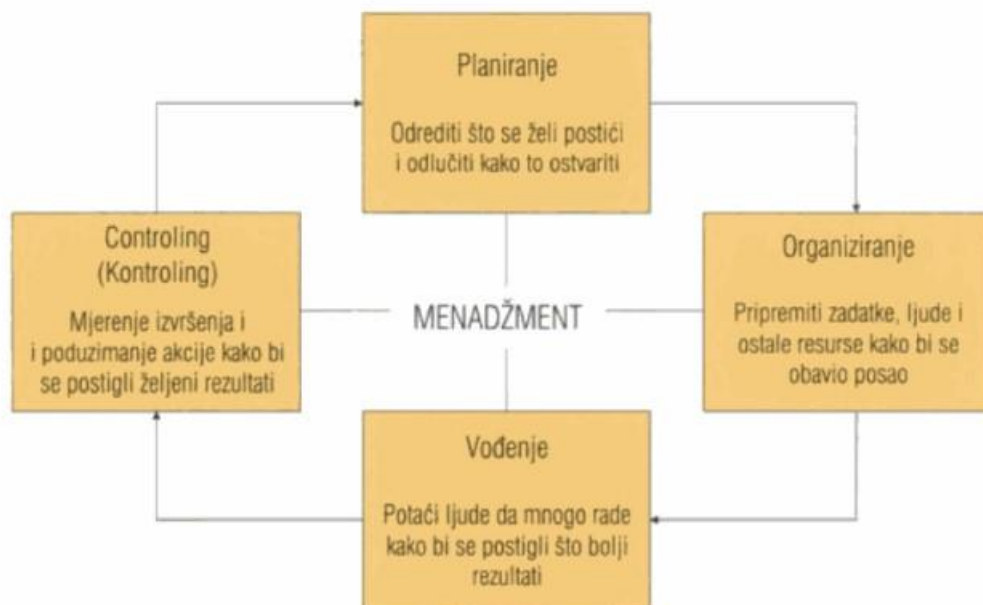 Planiranje
Odrediti što se želi postići
i odlučiti kako to ostvariti
Controling
(Kontroling)
Mjerenje izvršenja i
i poduzimanje akcije kako bi
se postigli željeni rezultati
MENADŽMENT
Organiziranje
Pripremiti zadatke, ljude i
ostale resurse kako bi se
obavio posao
Vođenje
Potaći ljude da mnogo rade
kako bi se postigli što bolji
rezultati